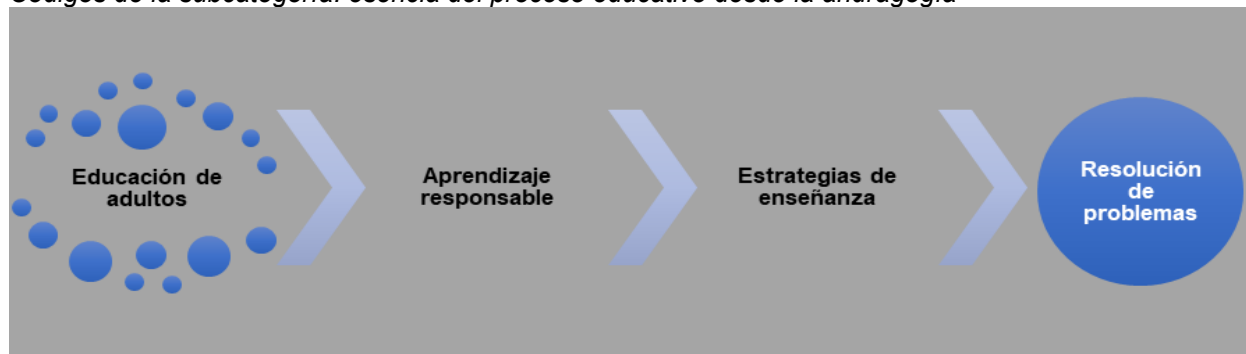 Códigos de la subcategoría: esencia del proceso educativo desde la andragogía
Educación de
adultos
Aprendizaje
responsable
Estrategias de
enseñanza
Resolución
de
problemas